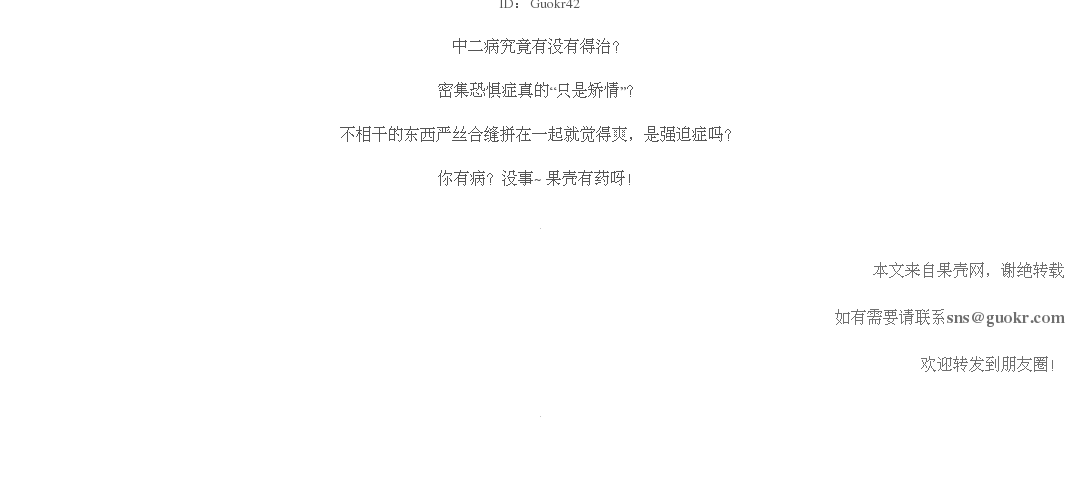 ID：Guokr42
中二病究竟有没有得治？
密集恐惧症真的“只是矫情”？
不相干的东西严丝合缝拼在一起就觉得爽，是强迫症吗？
你有病？没事~ 果壳有药呀！
本文来自果壳网，谢绝转载
如有需要请联系sns@guokr.com
欢迎转发到朋友圈！